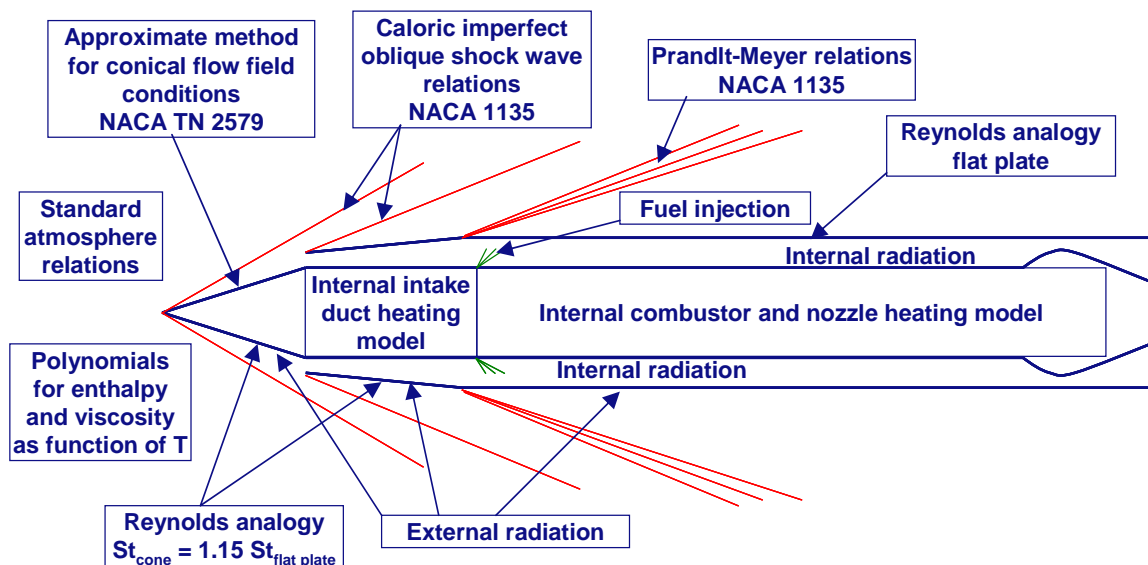 Approximate method
for conical flow field
conditions
NACA TN 2579
Caloric imperfect
oblique shock wave
relations
NACA 1135
Prandlt-Meyer relations
NACA 1135
Reynolds analogy
flat plate
Standard
atmosphere
relations
Fuel injection
Internal radiation
Internal intake
duct heating
model
Internal combustor and nozzle heating model
Internal radiation
Polynomials
for enthalpy
and viscosity
as function of T
Reynolds analogy
St_cone = 1.15 St_flat plate
External radiation